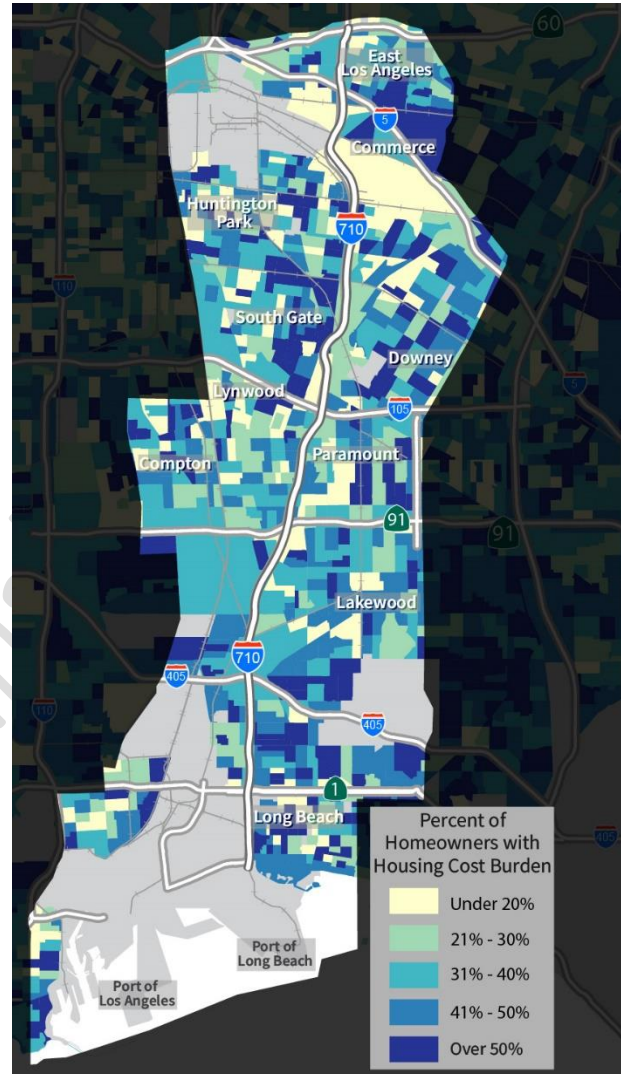 60
East
Los Angeles
5
Commerce
Huntington
Park
710
110
South Gate
Downey
5
Lynwood
105
Compton
Paramount
91
91
Lakewood
710
405
110
405
1
Long Beach
405
Port of
Long Beach
Port of
Los Angeles
Percent of
Homeowners with
Housing Cost Burden
Under 20%
21% - 30%
31% - 40%
41% - 50%
Over 50%